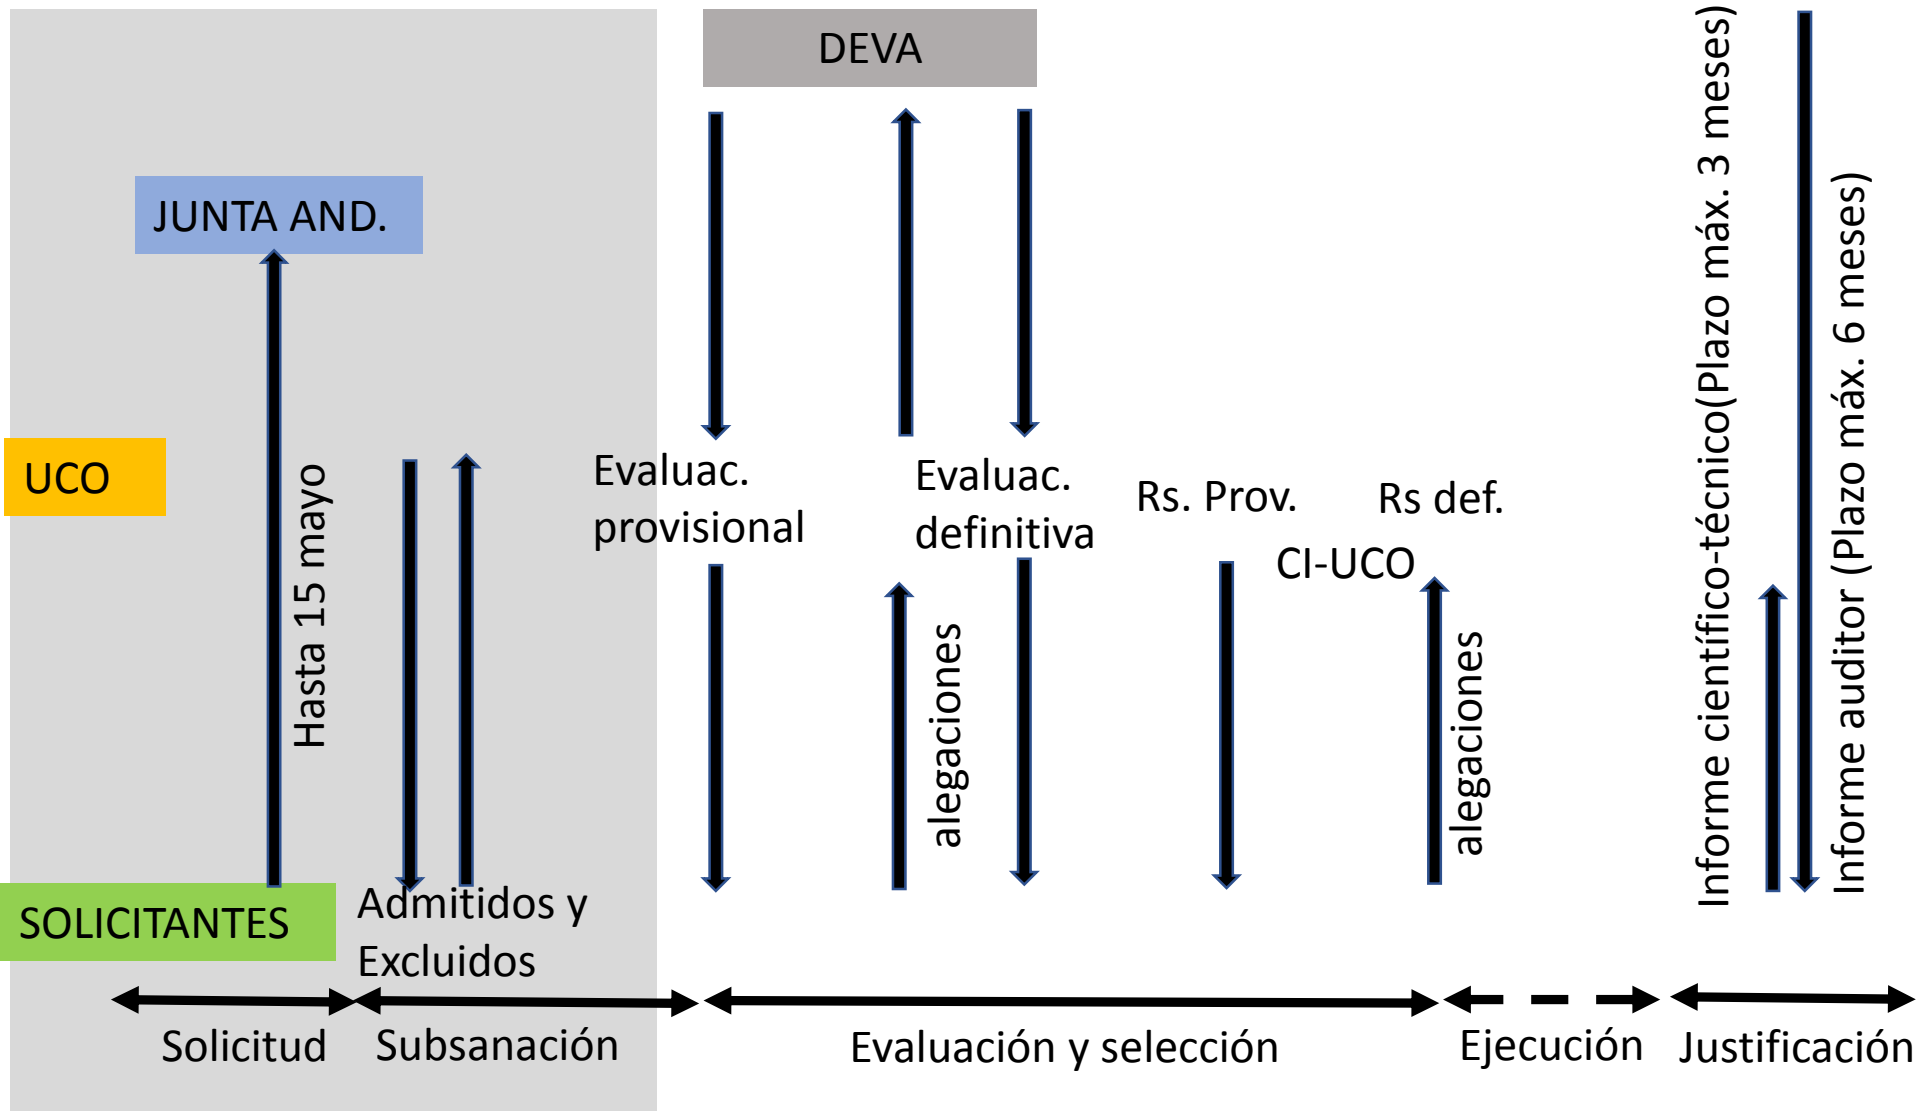 DEVA
JUNTA AND.
UCO
Hasta 15 mayo
SOLICITANTES
Admitidos y
Excluidos
Evaluac.
provisional
Evaluac.
definitiva
alegaciones
Rs. Prov.
CI-UCO
Rs def.
alegaciones
Informe científico-técnico(Plazo máx. 3 meses)
Informe auditor (Plazo máx. 6 meses)
Solicitud
Subsanación
Evaluación y selección
Ejecución
Justificación